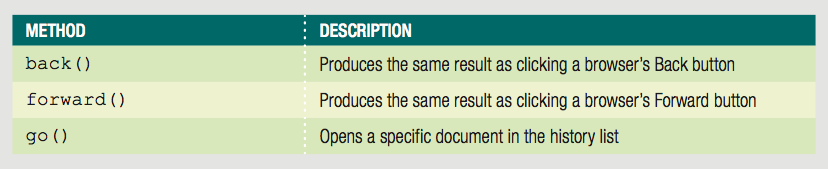 METHOD DESCRIPTION
back() Produces the same result as clicking a browser’s Back button
forward() Produces the same result as clicking a browser’s Forward button
go() Opens a specific document in the history list